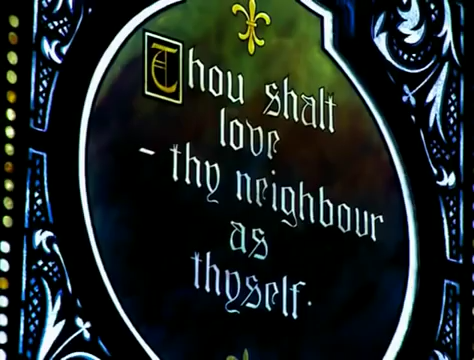 Thou shalt
love
- thy neighbour
as
thyself.